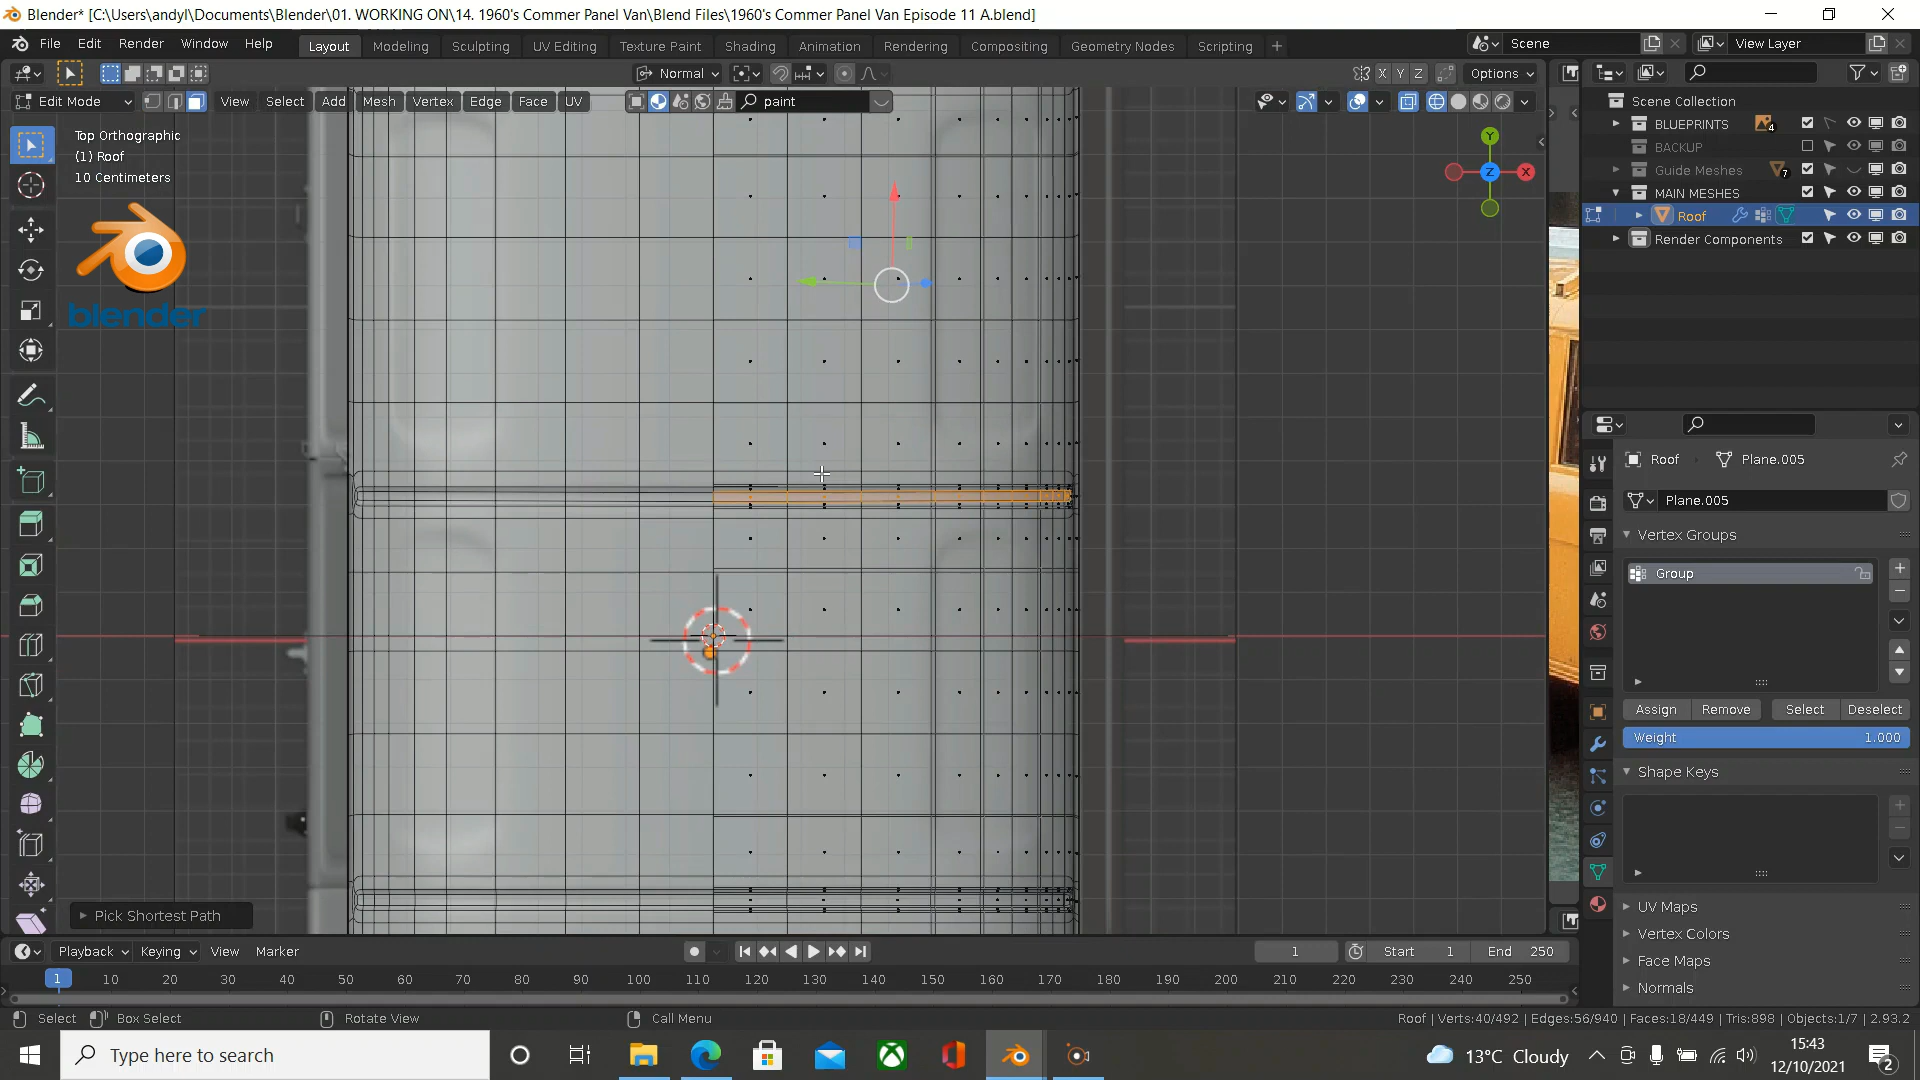 Blender* [C:\Users\andyl\Documents\Blender\01. WORKING ON\14. 1960's Commer Panel Van\Blend Files\1960's Commer Panel Van Episode 11 A.blend]
File Edit Render Window Help Layout Modeling Sculpting UV Editing Texture Paint Shading Animation Rendering Compositing Geometry Nodes Scripting + Scene View Layer
Normal X Y Z Options
Edit Mode View Select Add Mesh Vertex Edge Face UV paint
Scene Collection
BLUEPRINTS 4
BACKUP
Guide Meshes 7
MAIN MESHES
Roof
Render Components
Top Orthographic
(1) Roof
10 Centimeters
blender
Y
Z
X
Roof Plane.005
Plane.005
Vertex Groups
Group
Assign Remove Select Deselect
Weight 1.000
Shape Keys
UV Maps
Vertex Colors
Face Maps
Normals
Pick Shortest Path
Playback Keying View Marker 1 Start 1 End 250
1 10 20 30 40 50 60 70 80 90 100 110 120 130 140 150 160 170 180 190 200 210 220 230 240 250
Select Box Select Rotate View Call Menu Roof | Verts:40/492 | Edges:56/940 | Faces:18/449 | Tris:898 | Objects:1/7 | 2.93.2
Type here to search 13°C Cloudy 15:43
12/10/2021 2